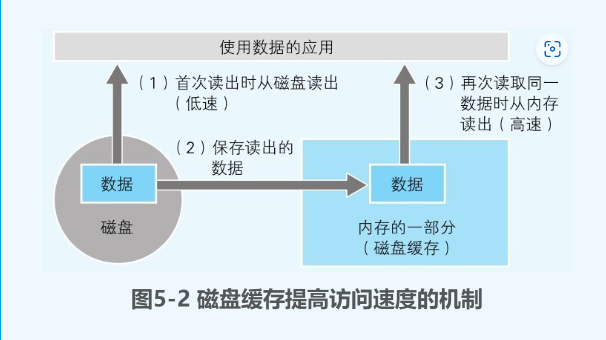 使用数据的应用
（1）首次读出时从磁盘读出
（低速）
（3）再次读取同一
数据时从内存
读出（高速）
（2）保存读出的
数据
数据
磁盘
数据
内存的一部分
（磁盘缓存）
图5-2 磁盘缓存提高访问速度的机制